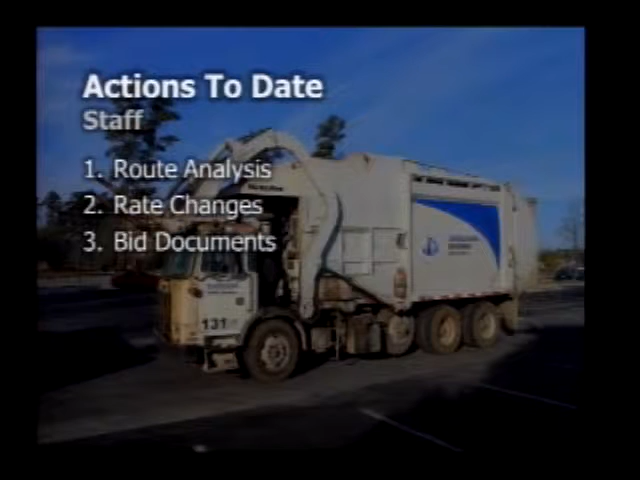 Actions To Date
Staff
1. Route Analysis
2. Rate Changes
3. Bid Documents
131